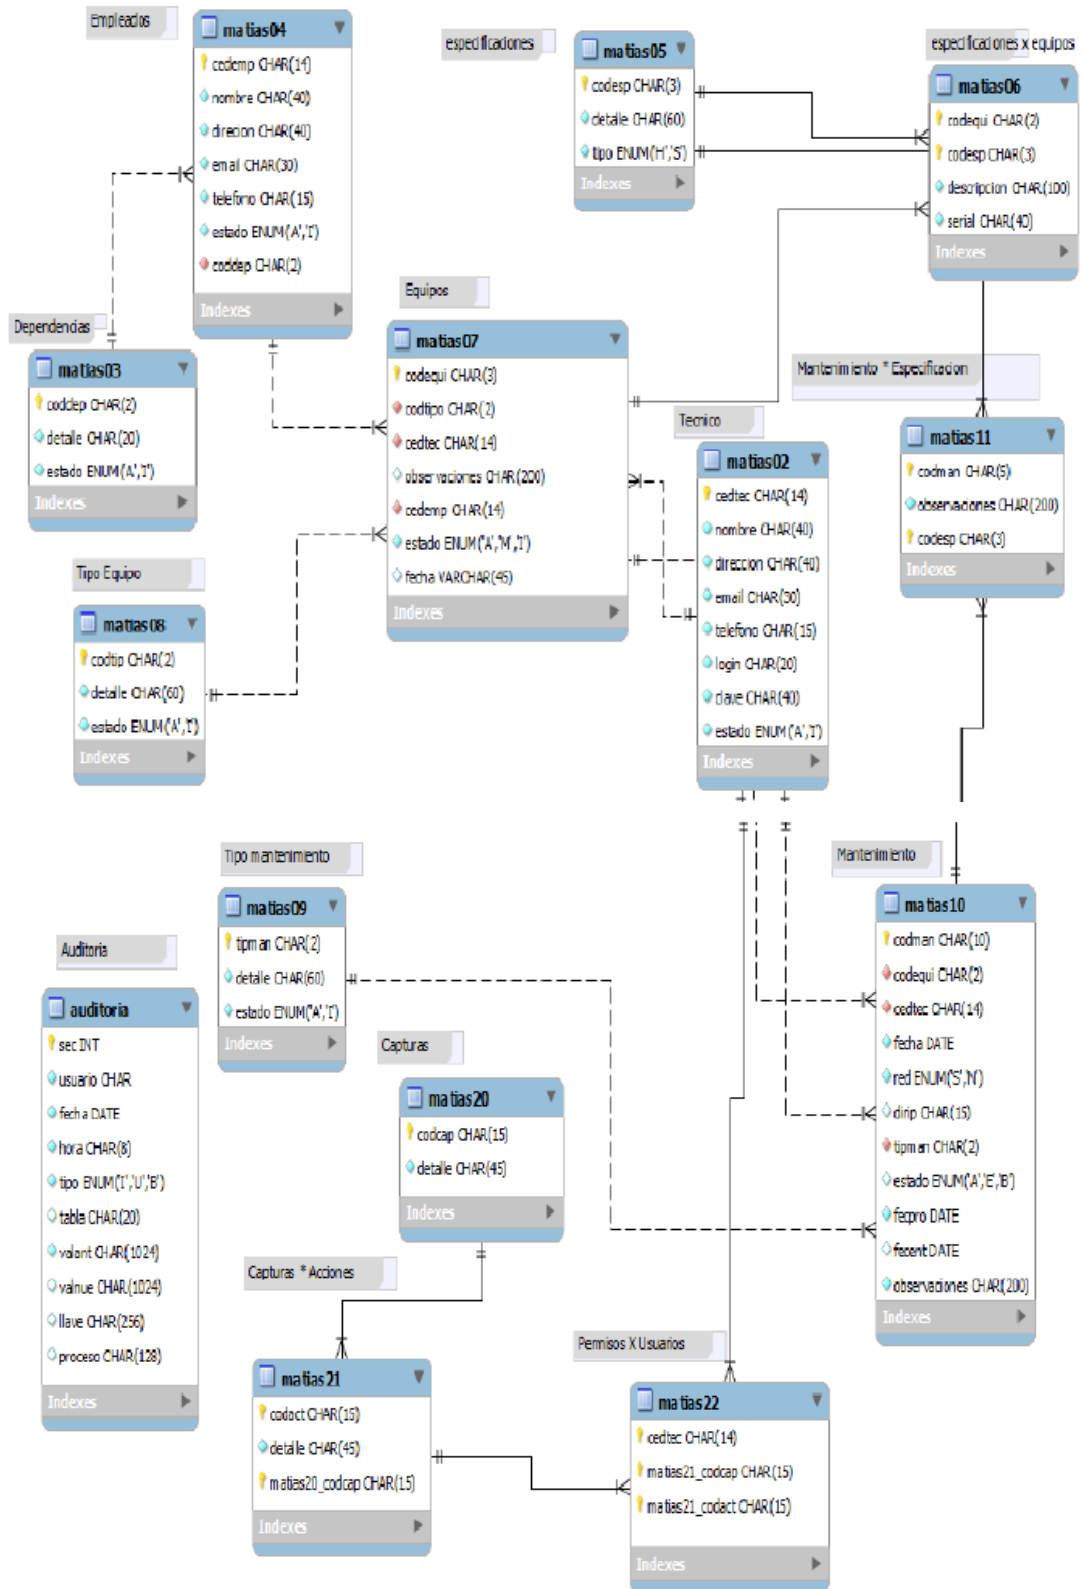 Empleados
matias04
cedemp CHAR(14)
nombre CHAR(40)
direcion CHAR(40)
email CHAR(30)
telefono CHAR(15)
estado ENUM('A','I')
coddep CHAR(2)
Indexes
especificaciones
matias05
codesp CHAR(3)
detalle CHAR(60)
tipo ENUM('H','S')
Indexes
especificaciones x equipos
matias06
codequi CHAR(2)
codesp CHAR(3)
descripcion CHAR(100)
serial CHAR(40)
Indexes
Dependencias
matias03
coddep CHAR(2)
detalle CHAR(20)
estado ENUM('A','I')
Indexes
Equipos
matias07
codequi CHAR(3)
codtipo CHAR(2)
cedtec CHAR(14)
observaciones CHAR(200)
cedemp CHAR(14)
estado ENUM('A','M','I')
fecha VARCHAR(45)
Indexes
Mantenimiento * Especificacion
matias11
codman CHAR(5)
observaciones CHAR(200)
codesp CHAR(3)
Indexes
Tecnico
matias02
cedtec CHAR(14)
nombre CHAR(40)
direccion CHAR(40)
email CHAR(30)
telefono CHAR(15)
login CHAR(20)
clave CHAR(40)
estado ENUM('A','I')
Indexes
Tipo Equipo
matias08
codtip CHAR(2)
detalle CHAR(60)
estado ENUM('A','I')
Indexes
Tipo mantenimiento
matias09
tipman CHAR(2)
detalle CHAR(60)
estado ENUM('A','I')
Indexes
Mantenimiento
matias10
codman CHAR(10)
codequi CHAR(2)
cedtec CHAR(14)
fecha DATE
red ENUM('S','N')
dirip CHAR(15)
tipman CHAR(2)
estado ENUM('A','E','B')
fecpro DATE
fecent DATE
observaciones CHAR(200)
Indexes
Auditoria
auditoria
sec INT
usuario CHAR
fecha DATE
hora CHAR(8)
tipo ENUM('I','U','B')
tabla CHAR(20)
valant CHAR(1024)
valnue CHAR(1024)
llave CHAR(256)
proceso CHAR(128)
Indexes
Capturas
matias20
codcap CHAR(15)
detalle CHAR(45)
Indexes
Capturas * Acciones
matias21
codact CHAR(15)
detalle CHAR(45)
matias20_codcap CHAR(15)
Indexes
Permisos X Usuarios
matias22
cedtec CHAR(14)
matias21_codcap CHAR(15)
matias21_codact CHAR(15)
Indexes